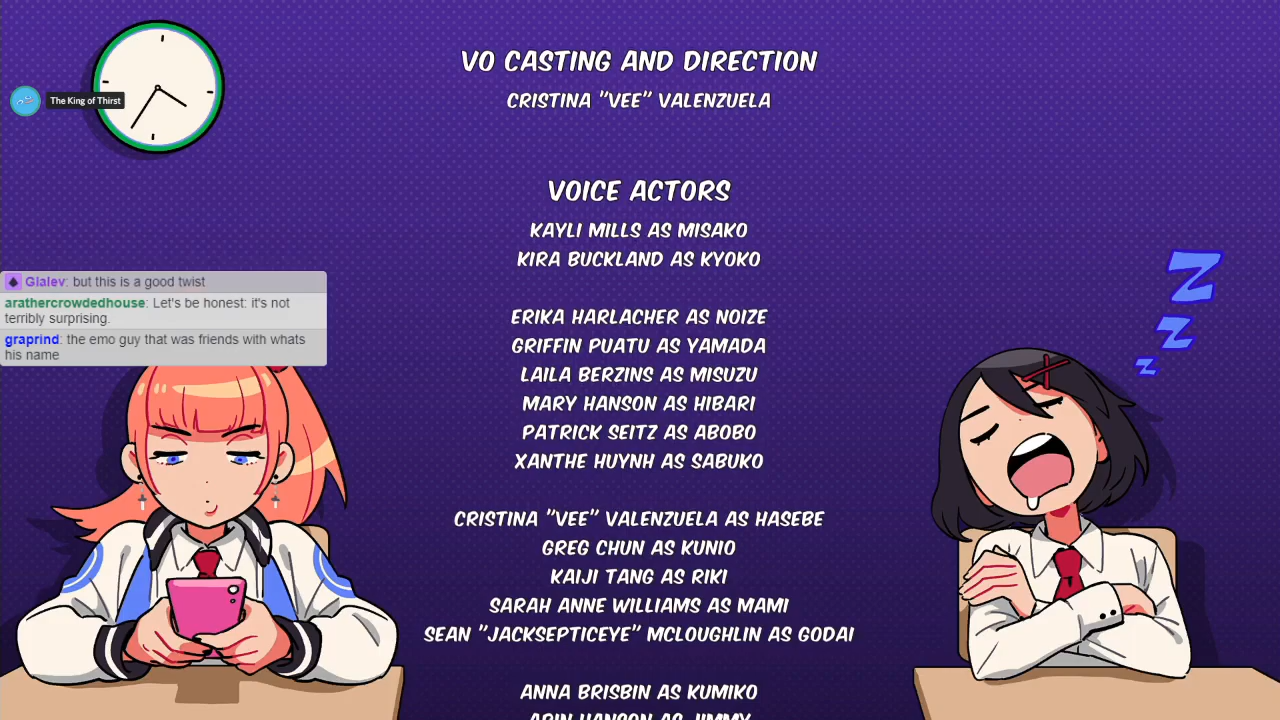 VO CASTING AND DIRECTION
CRISTINA "VEE" VALENZUELA
The King of Thirst
VOICE ACTORS
KAYLI MILLS AS MISAKO
KIRA BUCKLAND AS KYOKO
Glalev: but this is a good twist
arathercrowdedhouse: Let's be honest: it's not
terribly surprising.
graprind: the emo guy that was friends with whats
his name
ERIKA HARLACHER AS NOIZE
GRIFFIN PUATU AS YAMADA
LAILA BERZINS AS MISUZU
MARY HANSON AS HIBARI
PATRICK SEITZ AS ABOBO
XANTHE HUYNH AS SABUKO
CRISTINA "VEE" VALENZUELA AS HASEBE
GREG CHUN AS KUNIO
KAIJI TANG AS RIKI
SARAH ANNE WILLIAMS AS MAMI
SEAN "JACKSEPTICEYE" MCLOUGHLIN AS GODAI
ANNA BRISBIN AS KUMIKO
ARIN HANSON AS JIMMY
Z
Z
Z